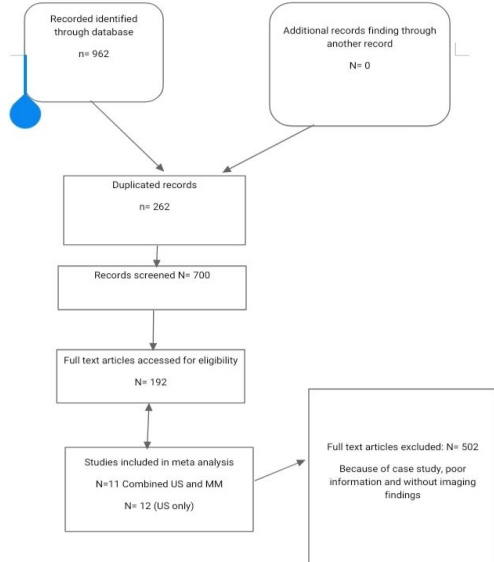 Recorded identified
through database
n= 962
Additional records finding through
another record
N= 0
Duplicated records
n= 262
Records screened N= 700
Full text articles accessed for eligibility
N= 192
Studies included in meta analysis
N=11 Combined US and MM
N= 12 (US only)
Full text articles excluded: N= 502
Because of case study, poor
information and without imaging
findings